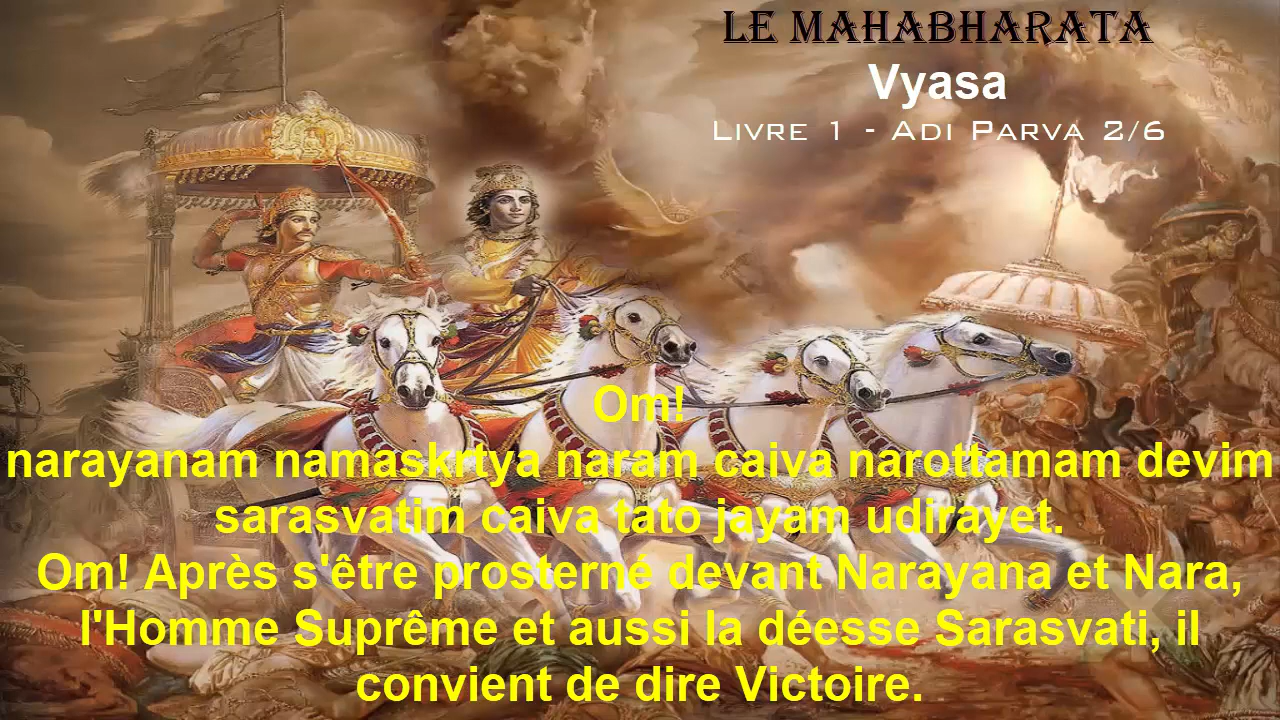 LE MAHABHARATA
Vyasa
Livre 1 - Adi Parva 2/6
Om!
narayanam namaskrtya naram caiva narottamam devim
sarasvatim caiva tato jayam udirayet.
Om! Après s'être prosterné devant Narayana et Nara,
l'Homme Suprême et aussi la déesse Sarasvati, il
convient de dire Victoire.